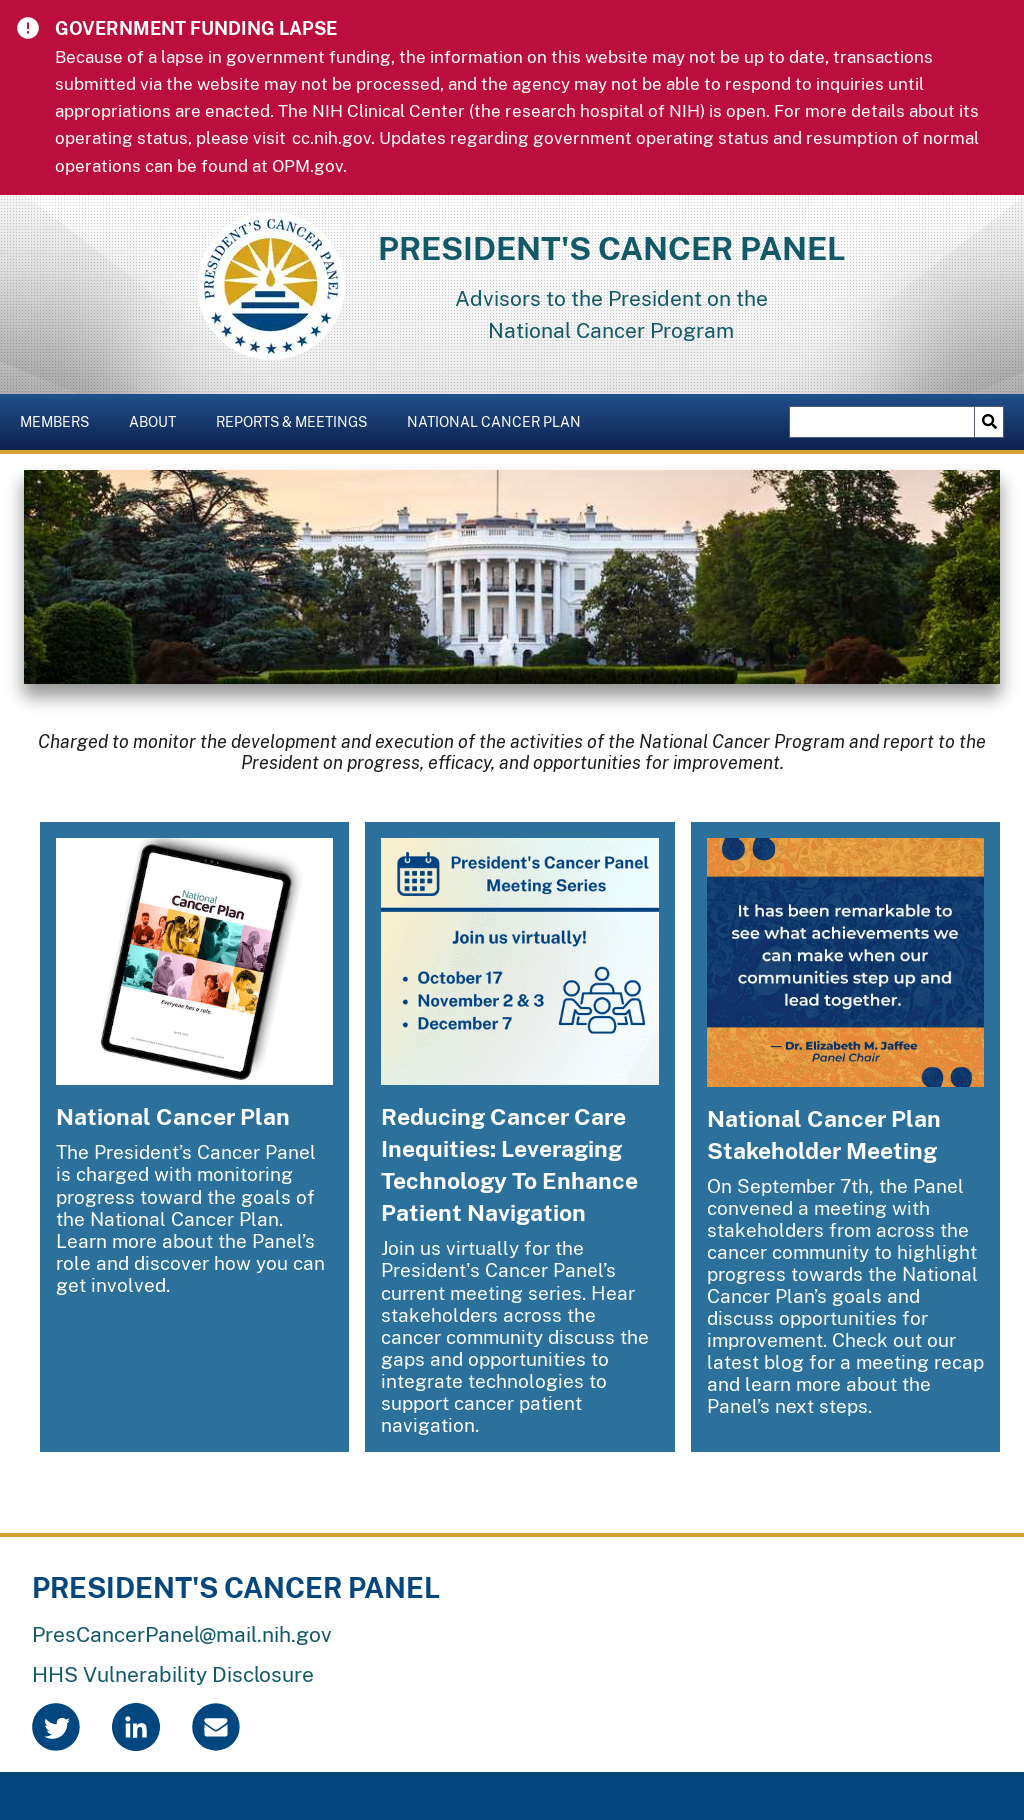 GOVERNMENT FUNDING LAPSE
Because of a lapse in government funding, the information on this website may not be up to date, transactions
submitted via the website may not be processed, and the agency may not be able to respond to inquiries until
appropriations are enacted. The NIH Clinical Center (the research hospital of NIH) is open. For more details about its
operating status, please visit cc.nih.gov. Updates regarding government operating status and resumption of normal
operations can be found at OPM.gov.
PRESIDENT'S CANCER PANEL
PRESIDENT'S CANCER PANEL
Advisors to the President on the
National Cancer Program
MEMBERS ABOUT REPORTS & MEETINGS NATIONAL CANCER PLAN
Charged to monitor the development and execution of the activities of the National Cancer Program and report to the
President on progress, efficacy, and opportunities for improvement.
National
Cancer Plan
Everyone has a role.
National Cancer Plan
The President’s Cancer Panel
is charged with monitoring
progress toward the goals of
the National Cancer Plan.
Learn more about the Panel’s
role and discover how you can
get involved.
President's Cancer Panel
Meeting Series
Join us virtually!
• October 17
• November 2 & 3
• December 7
Reducing Cancer Care
Inequities: Leveraging
Technology To Enhance
Patient Navigation
Join us virtually for the
President's Cancer Panel’s
current meeting series. Hear
stakeholders across the
cancer community discuss the
gaps and opportunities to
integrate technologies to
support cancer patient
navigation.
It has been remarkable to
see what achievements we
can make when our
communities step up and
lead together.
— Dr. Elizabeth M. Jaffee
Panel Chair
National Cancer Plan
Stakeholder Meeting
On September 7th, the Panel
convened a meeting with
stakeholders from across the
cancer community to highlight
progress towards the National
Cancer Plan’s goals and
discuss opportunities for
improvement. Check out our
latest blog for a meeting recap
and learn more about the
Panel’s next steps.
PRESIDENT'S CANCER PANEL
PresCancerPanel@mail.nih.gov
HHS Vulnerability Disclosure